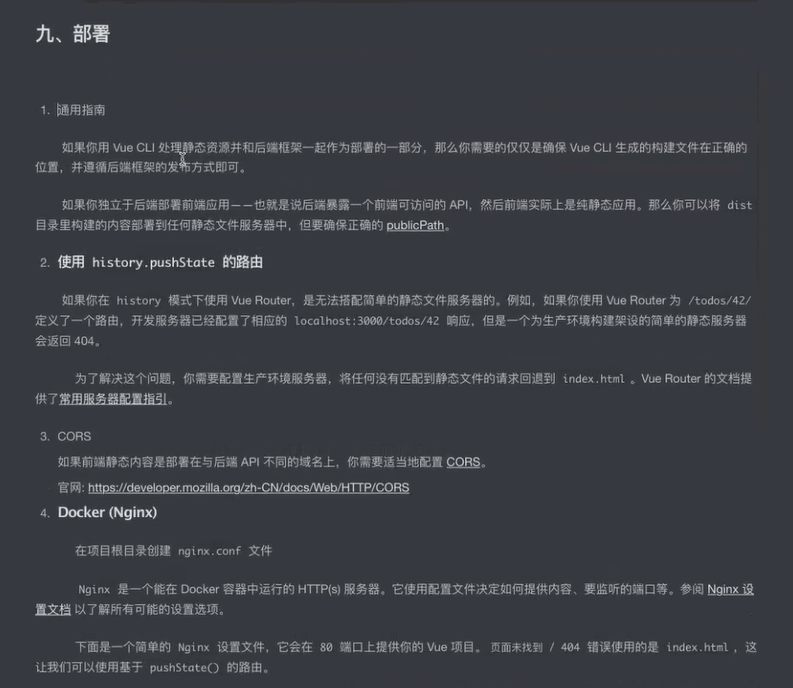 九、部署
1. 通用指南
如果你用 Vue CLI 处理静态资源并和后端框架一起作为部署的一部分，那么你需要的仅仅是确保 Vue CLI 生成的构建文件在正确的
位置，并遵循后端框架的发布方式即可。
如果你独立于后端部署前端应用——也就是说后端暴露一个前端可访问的 API，然后前端实际上是纯静态应用。那么你可以将 dist
目录里构建的内容部署到任何静态文件服务器中，但要确保正确的 publicPath。
2. 使用 history.pushState 的路由
如果你在 history 模式下使用 Vue Router，是无法搭配简单的静态文件服务器的。例如，如果你使用 Vue Router 为 /todos/42/
定义了一个路由，开发服务器已经配置了相应的 localhost:3000/todos/42 响应，但是一个为生产环境构建架设的简单的静态服务器
会返回 404。
为了解决这个问题，你需要配置生产环境服务器，将任何没有匹配到静态文件的请求回退到 index.html 。Vue Router 的文档提
供了常用服务器配置指引。
3. CORS
如果前端静态内容是部署在与后端 API 不同的域名上，你需要适当地配置 CORS。
官网: https://developer.mozilla.org/zh-CN/docs/Web/HTTP/CORS
4. Docker (Nginx)
在项目根目录创建 nginx.conf 文件
Nginx 是一个能在 Docker 容器中运行的 HTTP(s) 服务器。它使用配置文件决定如何提供内容、要监听的端口等。参阅 Nginx 设
置文档 以了解所有可能的设置选项。
下面是一个简单的 Nginx 设置文件，它会在 80 端口上提供你的 Vue 项目。 页面未找到 / 404 错误使用的是 index.html ，这
让我们可以使用基于 pushState() 的路由。